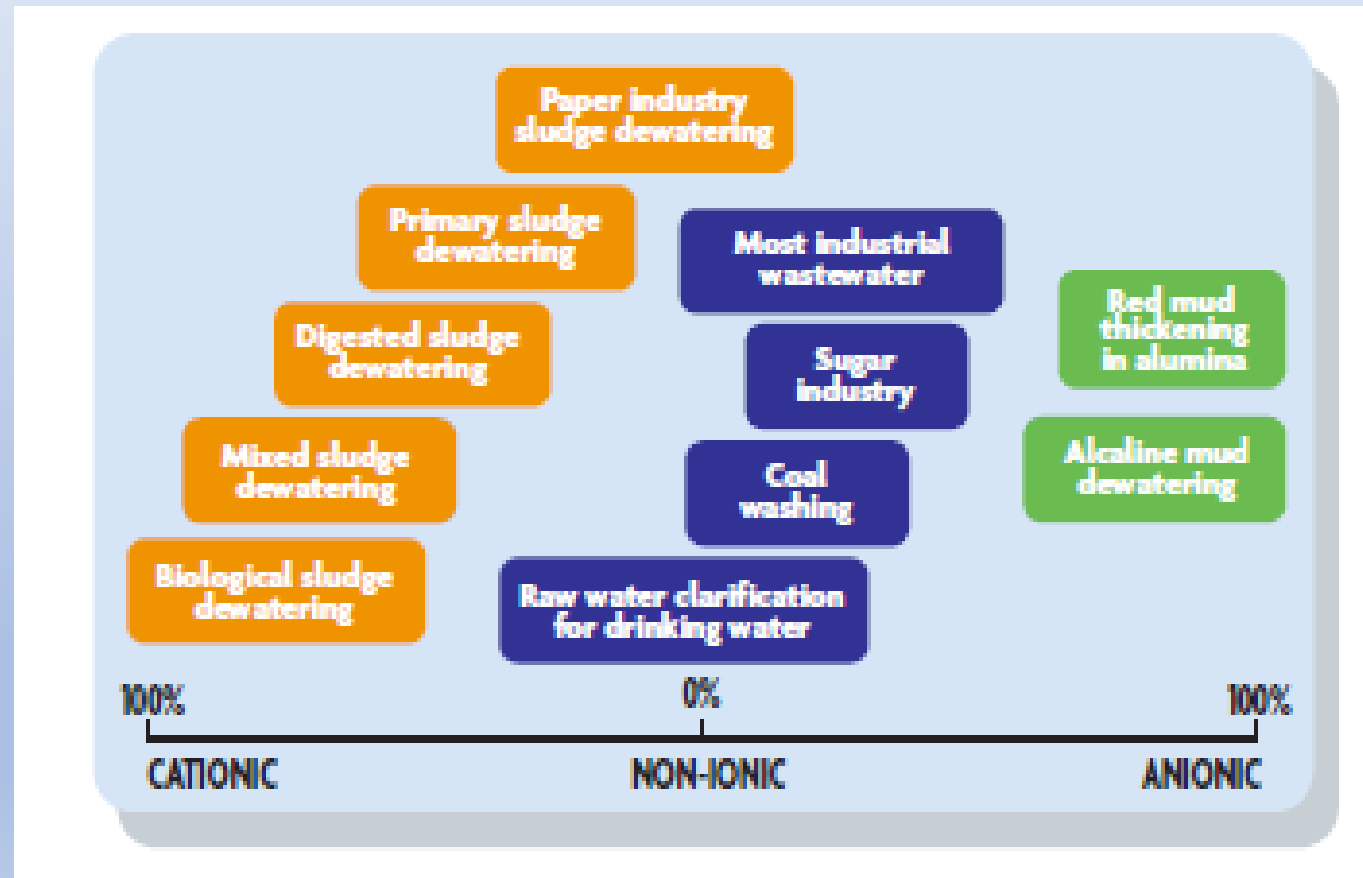 Paper industry
sludge dewatering
Primary sludge
dewatering
Most industrial
wastewater
Digested sludge
dewatering
Sugar
industry
Red mud
thickening
in alumina
Mixed sludge
dewatering
Coal
washing
Alcaline mud
dewatering
Biological sludge
dewatering
Raw water clarification
for drinking water
100%
0%
100%
CATIONIC
NON-IONIC
ANIONIC